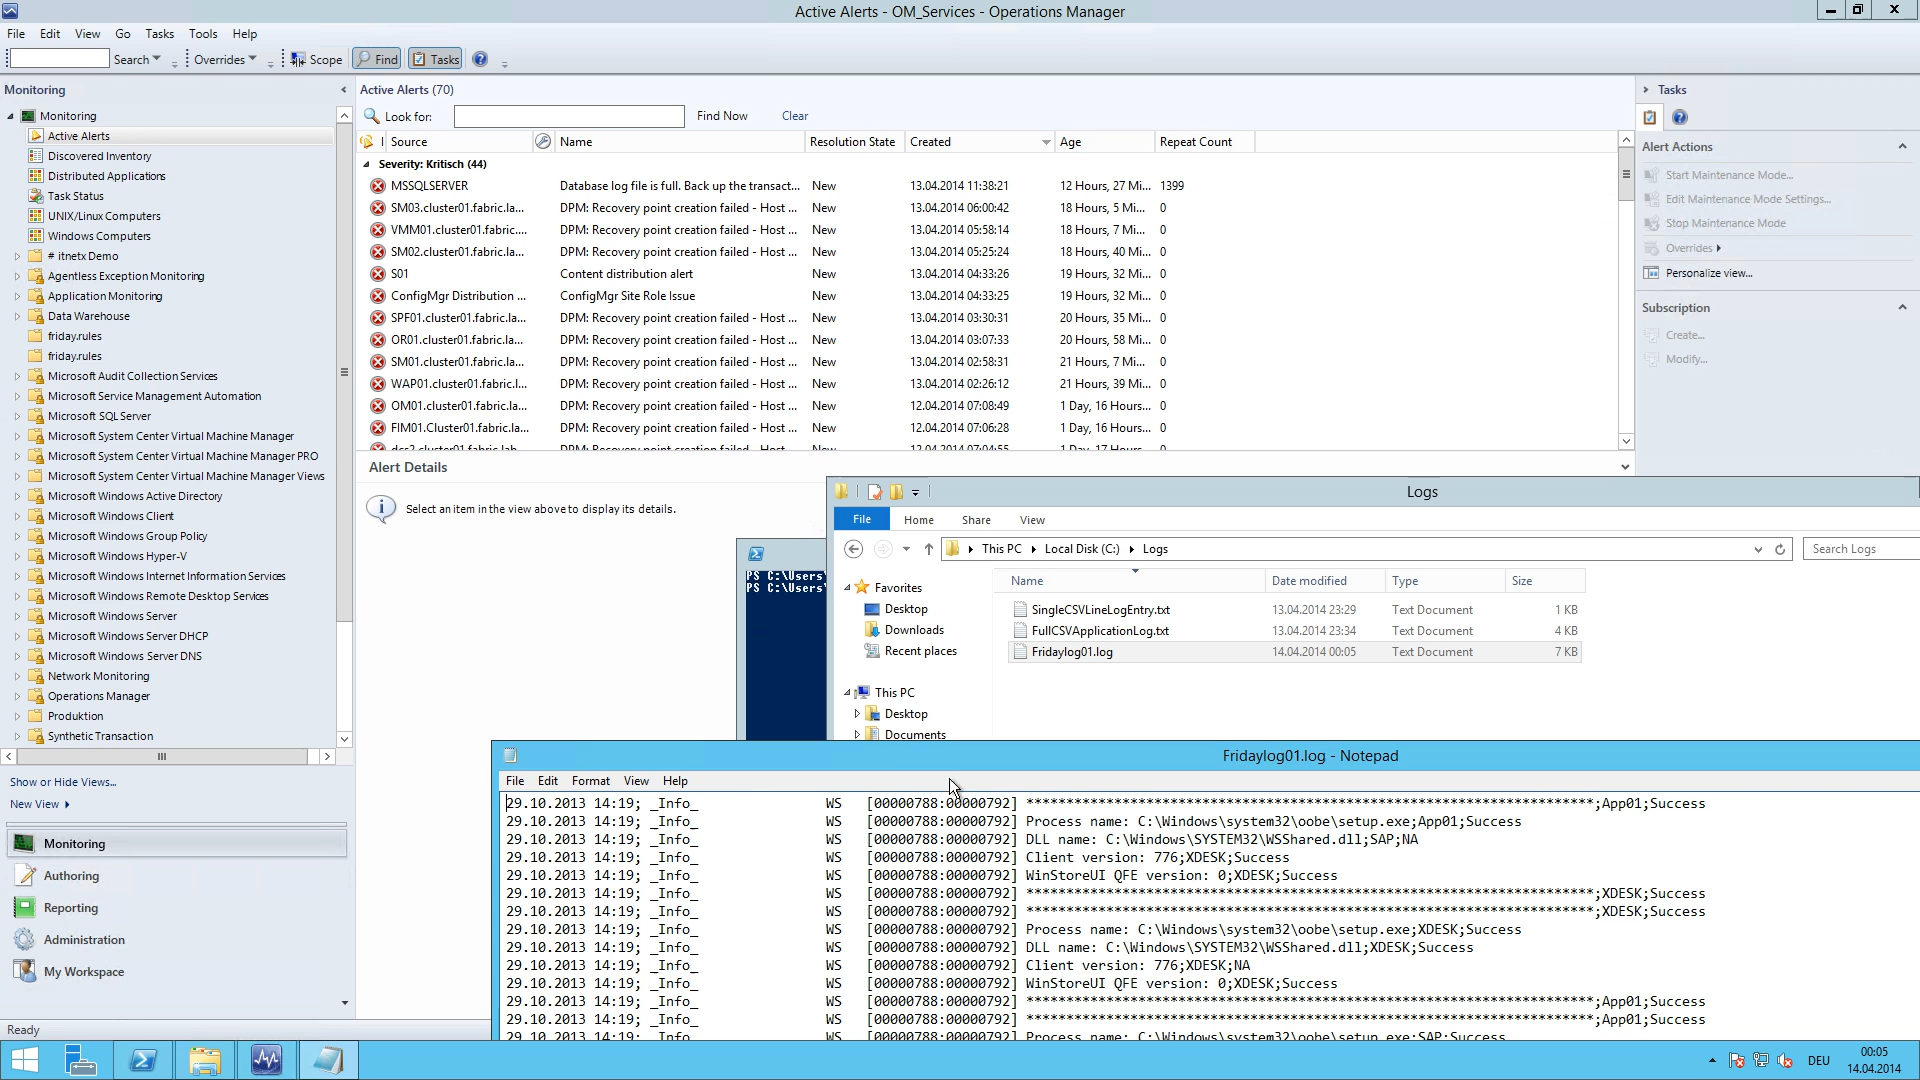 Active Alerts - OM_Services - Operations Manager
File Edit View Go Tasks Tools Help
Search Overrides Scope Find Tasks
Monitoring
Monitoring
Active Alerts
Discovered Inventory
Distributed Applications
Task Status
UNIX/Linux Computers
Windows Computers
# itnetx Demo
Agentless Exception Monitoring
Application Monitoring
Data Warehouse
friday.rules
friday.rules
Microsoft Audit Collection Services
Microsoft Service Management Automation
Microsoft SQL Server
Microsoft System Center Virtual Machine Manager
Microsoft System Center Virtual Machine Manager PRO
Microsoft System Center Virtual Machine Manager Views
Microsoft Windows Active Directory
Microsoft Windows Client
Microsoft Windows Group Policy
Microsoft Windows Hyper-V
Microsoft Windows Internet Information Services
Microsoft Windows Remote Desktop Services
Microsoft Windows Server
Microsoft Windows Server DHCP
Microsoft Windows Server DNS
Network Monitoring
Operations Manager
Produktion
Synthetic Transaction
Show or Hide Views...
New View
Monitoring
Authoring
Reporting
Administration
My Workspace
Ready
Active Alerts (70)
Look for: Find Now Clear
Source Name Resolution State Created Age Repeat Count
Severity: Kritisch (44)
MSSQLSERVER Database log file is full. Back up the transact... New 13.04.2014 11:38:21 12 Hours, 27 Mi... 1399
SM03.cluster01.fabric.la... DPM: Recovery point creation failed - Host ... New 13.04.2014 06:00:42 18 Hours, 5 Mi... 0
VMM01.cluster01.fabric.... DPM: Recovery point creation failed - Host ... New 13.04.2014 05:58:14 18 Hours, 7 Mi... 0
SM02.cluster01.fabric.la... DPM: Recovery point creation failed - Host ... New 13.04.2014 05:25:24 18 Hours, 40 Mi... 0
S01 Content distribution alert New 13.04.2014 04:33:26 19 Hours, 32 Mi... 0
ConfigMgr Distribution ... ConfigMgr Site Role Issue New 13.04.2014 04:33:25 19 Hours, 32 Mi... 0
SPF01.cluster01.fabric.la... DPM: Recovery point creation failed - Host ... New 13.04.2014 03:30:31 20 Hours, 35 Mi... 0
OR01.cluster01.fabric.la... DPM: Recovery point creation failed - Host ... New 13.04.2014 03:07:33 20 Hours, 58 Mi... 0
SM01.cluster01.fabric.la... DPM: Recovery point creation failed - Host ... New 13.04.2014 02:58:31 21 Hours, 7 Mi... 0
WAP01.cluster01.fabric.l... DPM: Recovery point creation failed - Host ... New 13.04.2014 02:26:12 21 Hours, 39 Mi... 0
OM01.cluster01.fabric.la... DPM: Recovery point creation failed - Host ... New 12.04.2014 07:08:49 1 Day, 16 Hours... 0
FIM01.Cluster01.fabric.la... DPM: Recovery point creation failed - Host ... New 12.04.2014 07:06:28 1 Day, 16 Hours... 0
Alert Details
Select an item in the view above to display its details.
Tasks
Alert Actions
Start Maintenance Mode...
Edit Maintenance Mode Settings...
Stop Maintenance Mode
Overrides
Personalize view...
Subscription
Create...
Modify...
PS C:\Users\
PS C:\Users\
Logs
File Home Share View
This PC Local Disk (C:) Logs Search Logs
Favorites
Desktop
Downloads
Recent places
This PC
Desktop
Documents
Name Date modified Type Size
SingleCSVLineLogEntry.txt 13.04.2014 23:29 Text Document 1 KB
FullCSVApplicationLog.txt 13.04.2014 23:34 Text Document 4 KB
Fridaylog01.log 14.04.2014 00:05 Text Document 7 KB
Fridaylog01.log - Notepad
File Edit Format View Help
29.10.2013 14:19; _Info_ WS [00000788:00000792] ***********************************************************************;App01;Success
29.10.2013 14:19; _Info_ WS [00000788:00000792] Process name: C:\Windows\system32\oobe\setup.exe;App01;Success
29.10.2013 14:19; _Info_ WS [00000788:00000792] DLL name: C:\Windows\SYSTEM32\WSShared.dll;SAP;NA
29.10.2013 14:19; _Info_ WS [00000788:00000792] Client version: 776;XDESK;Success
29.10.2013 14:19; _Info_ WS [00000788:00000792] WinStoreUI QFE version: 0;XDESK;Success
29.10.2013 14:19; _Info_ WS [00000788:00000792] ***********************************************************************;XDESK;Success
29.10.2013 14:19; _Info_ WS [00000788:00000792] ***********************************************************************;XDESK;Success
29.10.2013 14:19; _Info_ WS [00000788:00000792] Process name: C:\Windows\system32\oobe\setup.exe;XDESK;Success
29.10.2013 14:19; _Info_ WS [00000788:00000792] DLL name: C:\Windows\SYSTEM32\WSShared.dll;XDESK;Success
29.10.2013 14:19; _Info_ WS [00000788:00000792] Client version: 776;XDESK;NA
29.10.2013 14:19; _Info_ WS [00000788:00000792] WinStoreUI QFE version: 0;XDESK;Success
29.10.2013 14:19; _Info_ WS [00000788:00000792] ***********************************************************************;App01;Success
29.10.2013 14:19; _Info_ WS [00000788:00000792] ***********************************************************************;App01;Success
29.10.2013 14:19; _Info_ WS [00000788:00000792] Process name: C:\Windows\system32\oobe\setup.exe;SAP;Success
DEU 00:05
14.04.2014